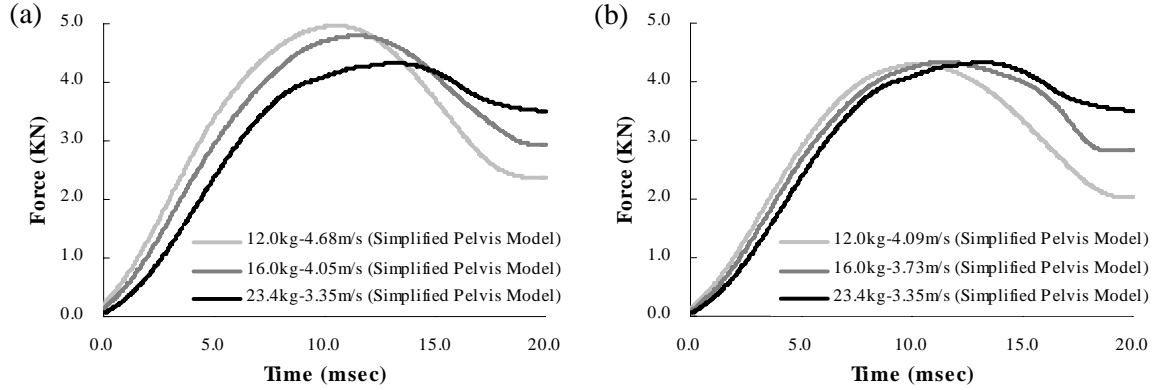 (a)
5.0
4.0
3.0
2.0
1.0
0.0
Force (KN)
12.0kg-4.68m/s (Simplified Pelvis Model)
16.0kg-4.05m/s (Simplified Pelvis Model)
23.4kg-3.35m/s (Simplified Pelvis Model)
0.0 5.0 10.0 15.0 20.0
Time (msec)
(b)
5.0
4.0
3.0
2.0
1.0
0.0
Force (KN)
12.0kg-4.09m/s (Simplified Pelvis Model)
16.0kg-3.73m/s (Simplified Pelvis Model)
23.4kg-3.35m/s (Simplified Pelvis Model)
0.0 5.0 10.0 15.0 20.0
Time (msec)